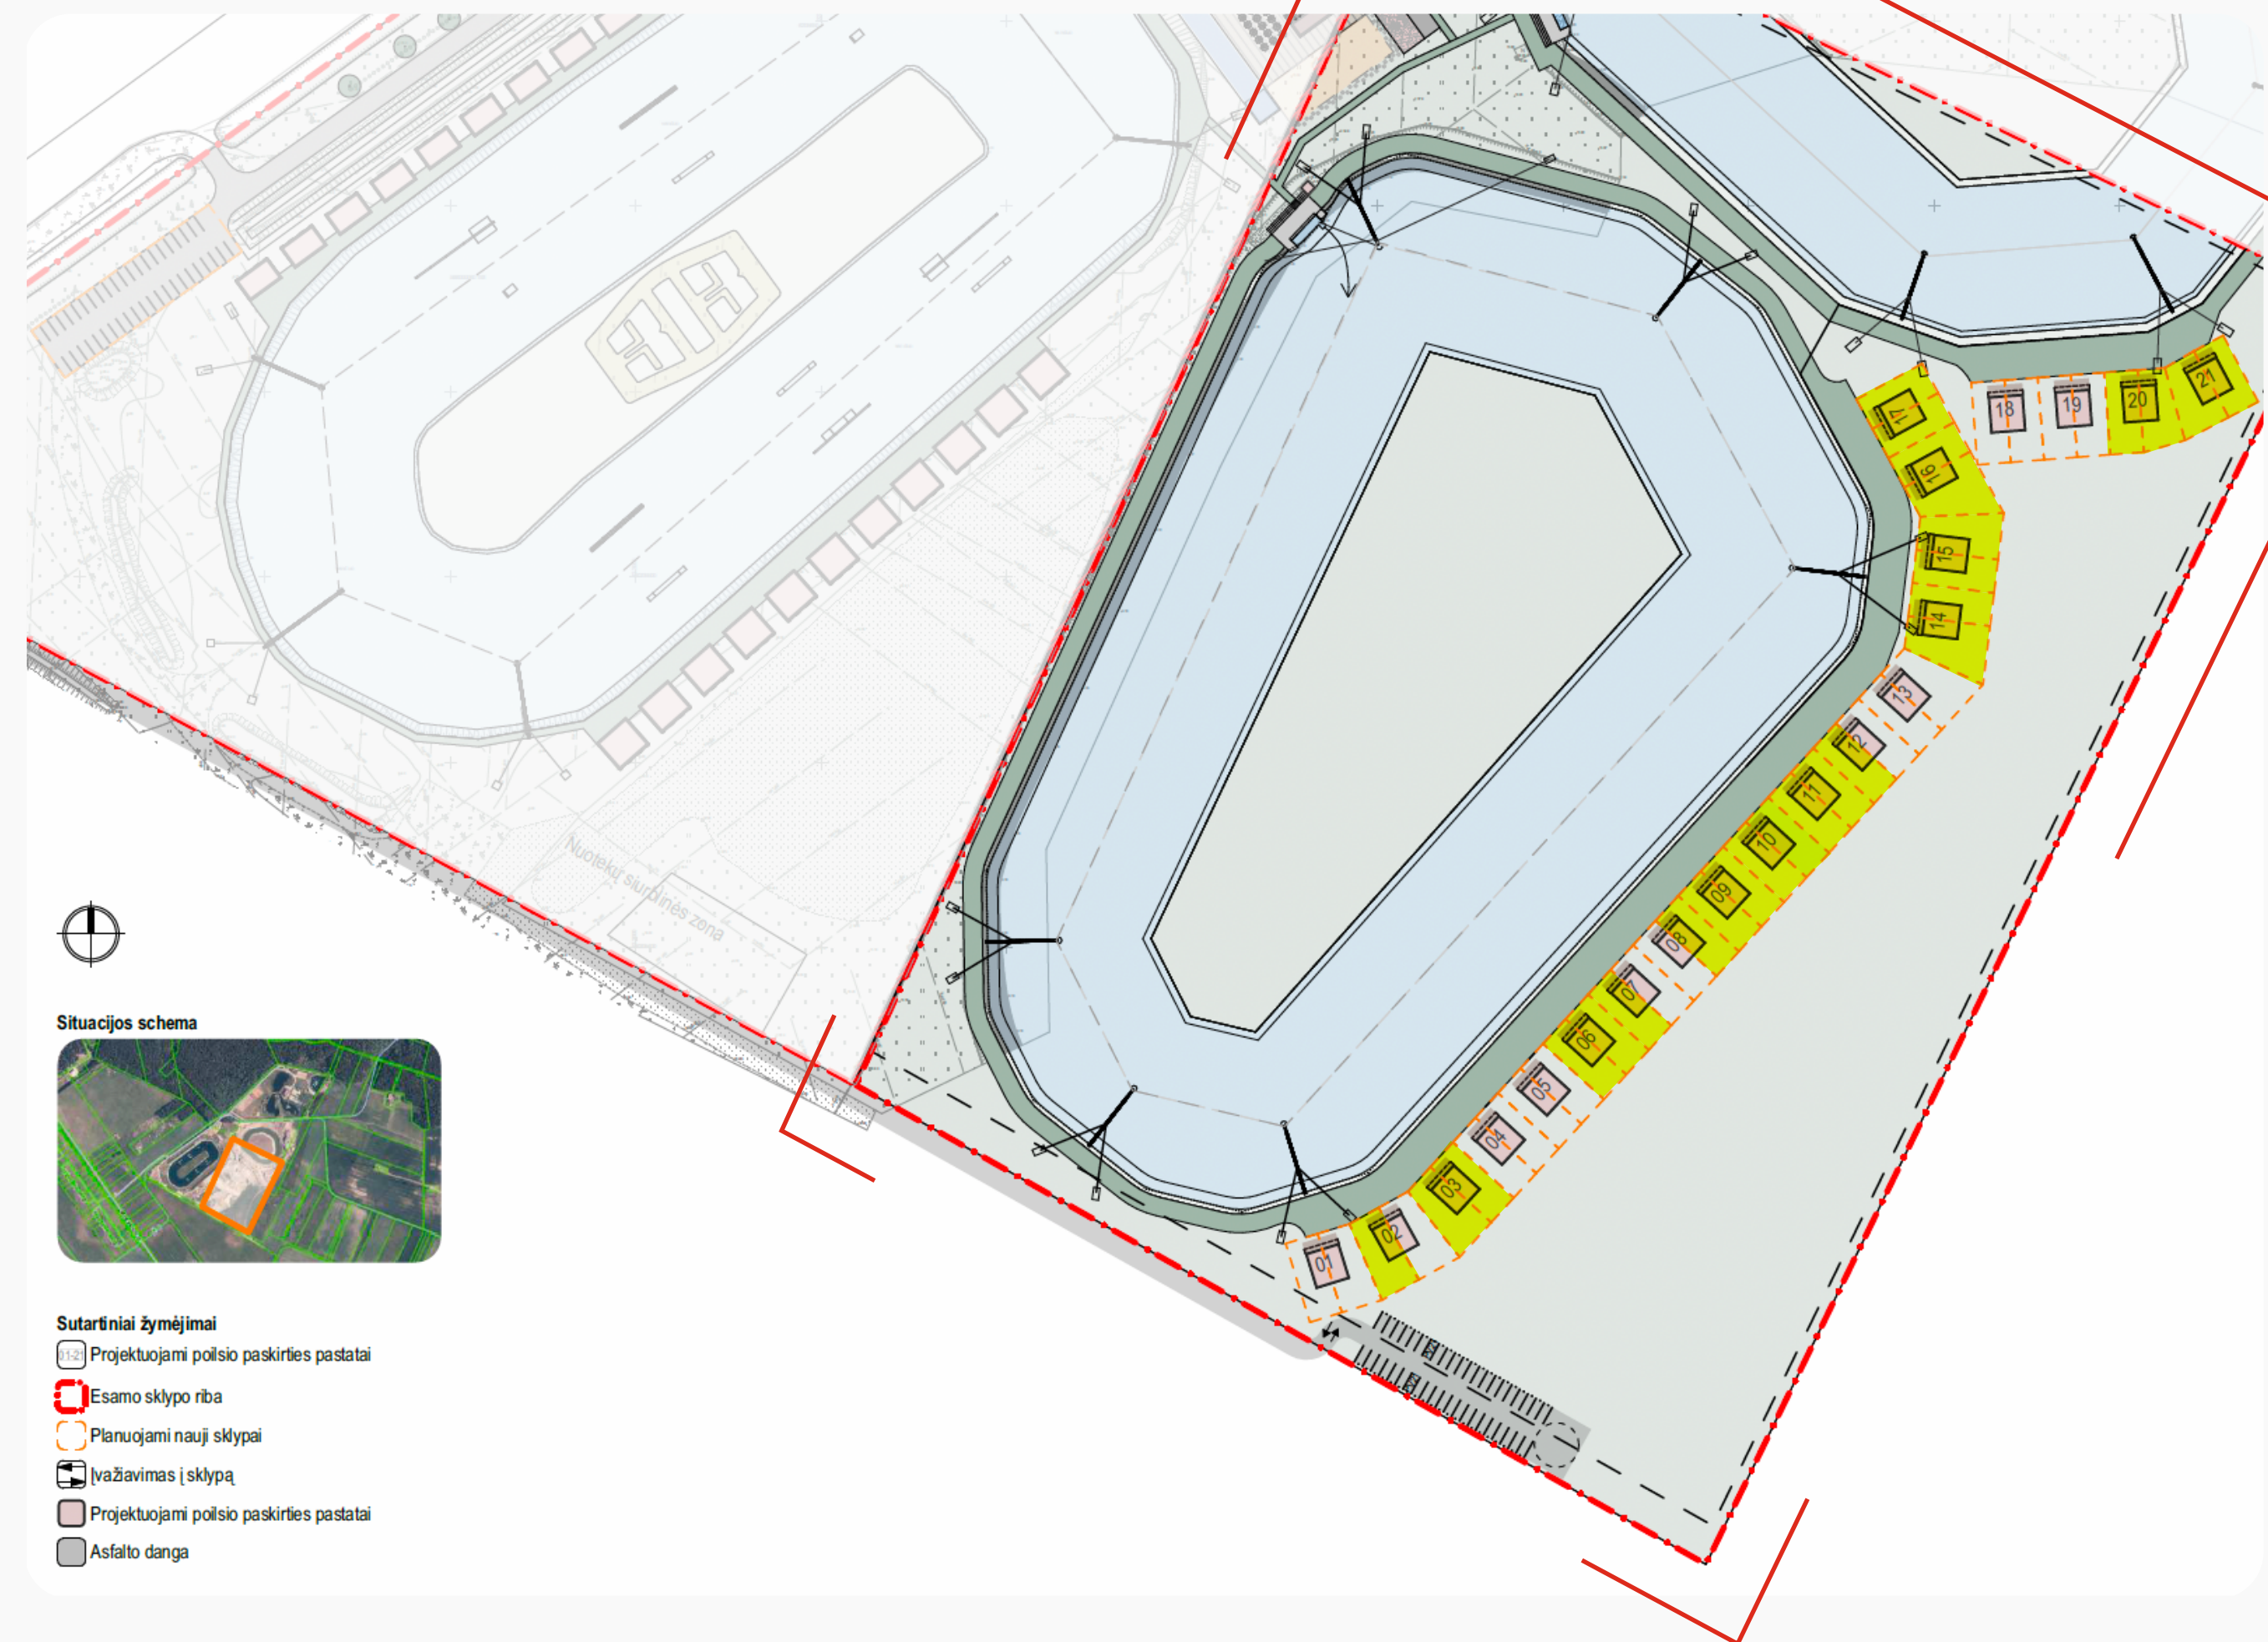 17
18
19
20
21
16
15
14
13
12
11
10
09
08
07
06
05
04
03
02
01
Nuotekų siurblinės zona
Situacijos schema
Sutartiniai žymėjimai
01-21 Projektuojami poilsio paskirties pastatai
Esamo sklypo riba
Planuojami nauji sklypai
Įvažiavimas į sklypą
Projektuojami poilsio paskirties pastatai
Asfalto danga